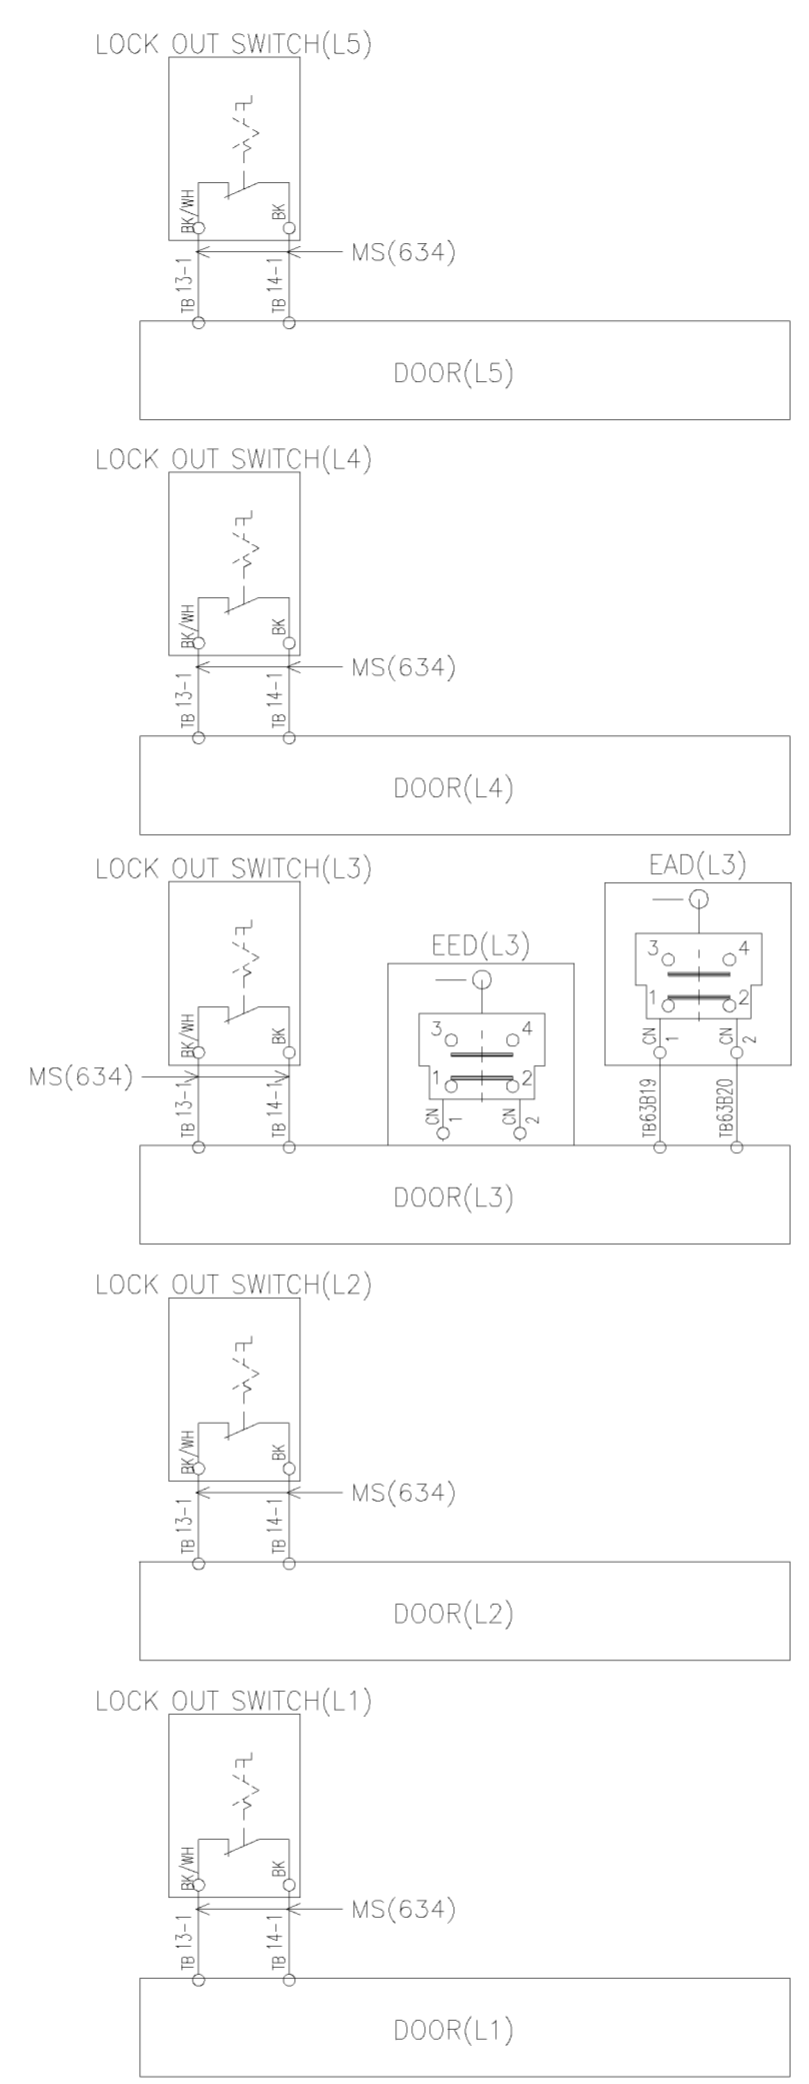 LOCK OUT SWITCH(L5)
BK/WH
BK
MS(634)
TB 13-1
TB 14-1
DOOR(L5)
LOCK OUT SWITCH(L4)
BK/WH
BK
MS(634)
TB 13-1
TB 14-1
DOOR(L4)
LOCK OUT SWITCH(L3)
BK/WH
BK
MS(634)
TB 13-1
TB 14-1
EED(L3)
3 4
1 2
CN 1
CN 2
EAD(L3)
3 4
1 2
CN 1
CN 2
TB63B19
TB63B20
DOOR(L3)
LOCK OUT SWITCH(L2)
BK/WH
BK
MS(634)
TB 13-1
TB 14-1
DOOR(L2)
LOCK OUT SWITCH(L1)
BK/WH
BK
MS(634)
TB 13-1
TB 14-1
DOOR(L1)